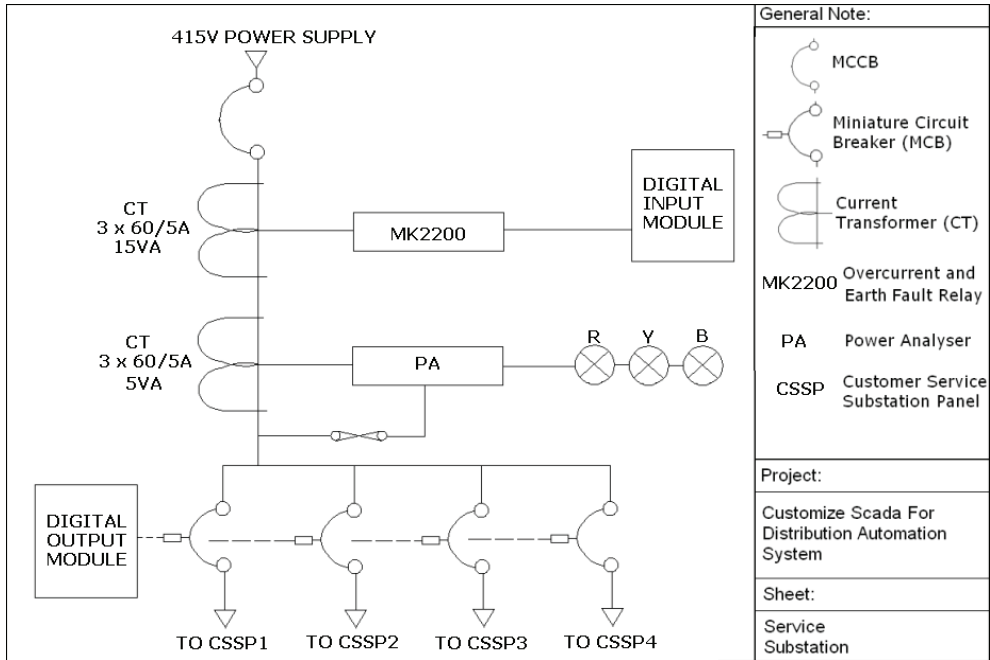 415V POWER SUPPLY
CT
3 x 60/5A
15VA
MK2200
DIGITAL
INPUT
MODULE
CT
3 x 60/5A
5VA
PA
R Y B
DIGITAL
OUTPUT
MODULE
TO CSSP1 TO CSSP2 TO CSSP3 TO CSSP4
General Note:
MCCB
Miniature Circuit
Breaker (MCB)
Current
Transformer (CT)
MK2200 Overcurrent and
Earth Fault Relay
PA Power Analyser
CSSP Customer Service
Substation Panel
Project:
Customize Scada For
Distribution Automation
System
Sheet:
Service
Substation